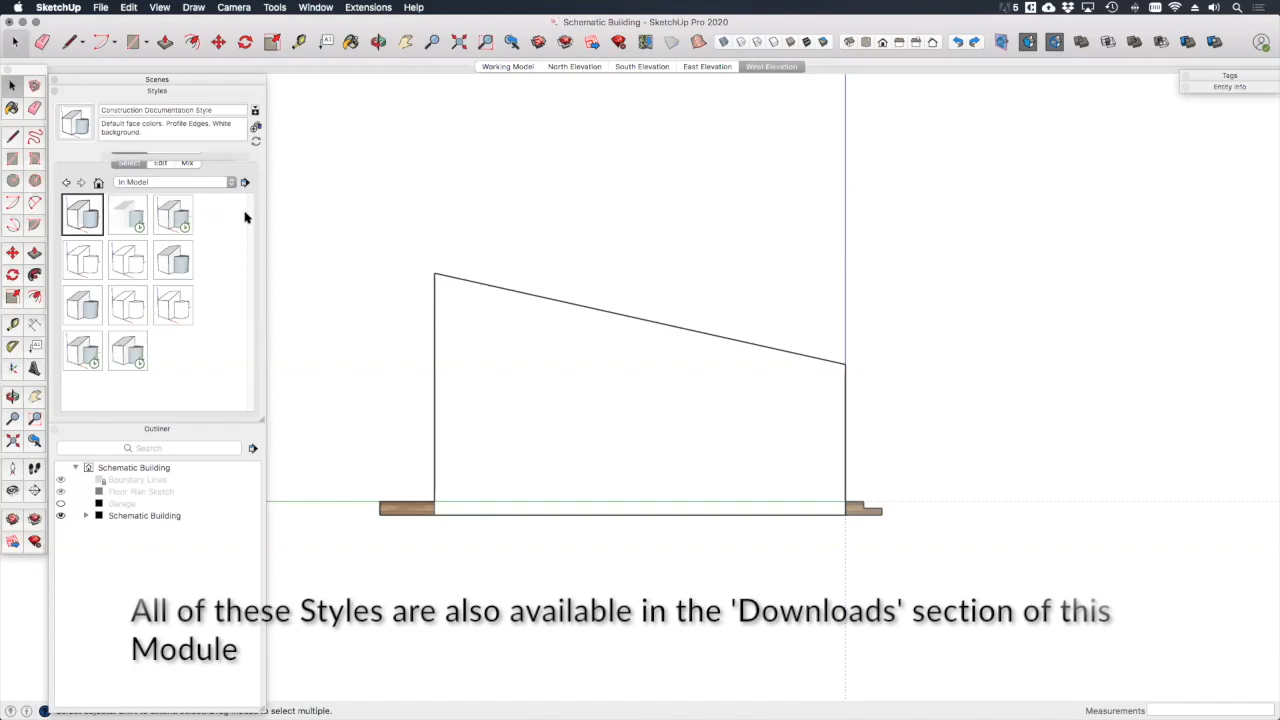 SketchUp File Edit View Draw Camera Tools Window Extensions Help
Schematic Building - SketchUp Pro 2020
Working Model North Elevation South Elevation East Elevation West Elevation
Scenes
Styles
Construction Documentation Style
Default face colors. Profile Edges. White
background.
Select Edit Mix
In Model
Tags
Entity Info
Outliner
Search
Schematic Building
Boundary Lines
Floor Plan Sketch
Garage
Schematic Building
All of these Styles are also available in the 'Downloads' section of this
Module
to select multiple.
Measurements